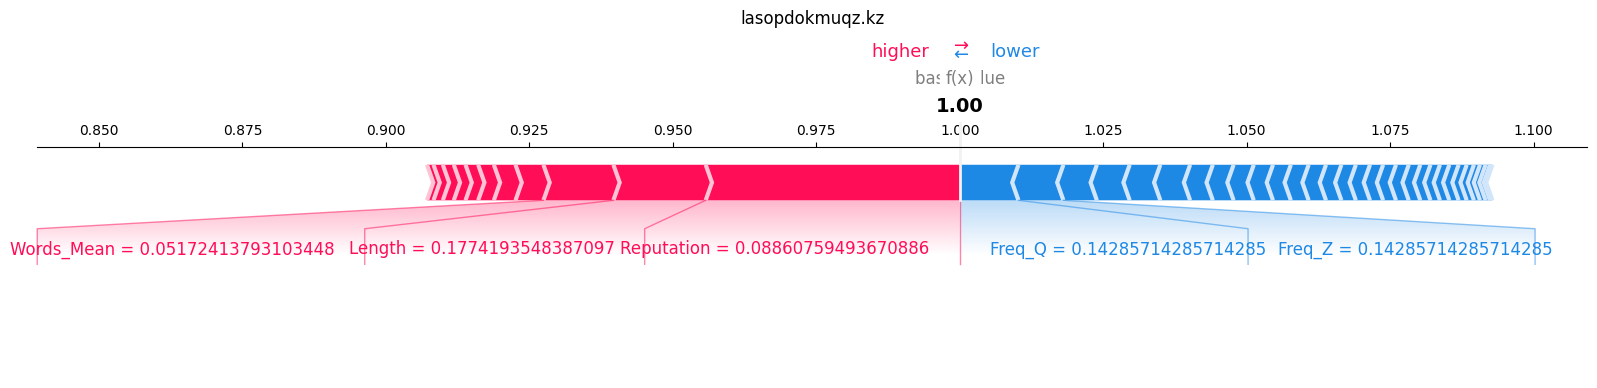 lasopdokmuqz.kz
higher ⇄ lower
f(x)
1.00
0.850 0.875 0.900 0.925 0.950 0.975 1.000 1.025 1.050 1.075 1.100
Words_Mean = 0.05172413793103448 Length = 0.1774193548387097 Reputation = 0.08860759493670886 Freq_Q = 0.14285714285714285 Freq_Z = 0.14285714285714285